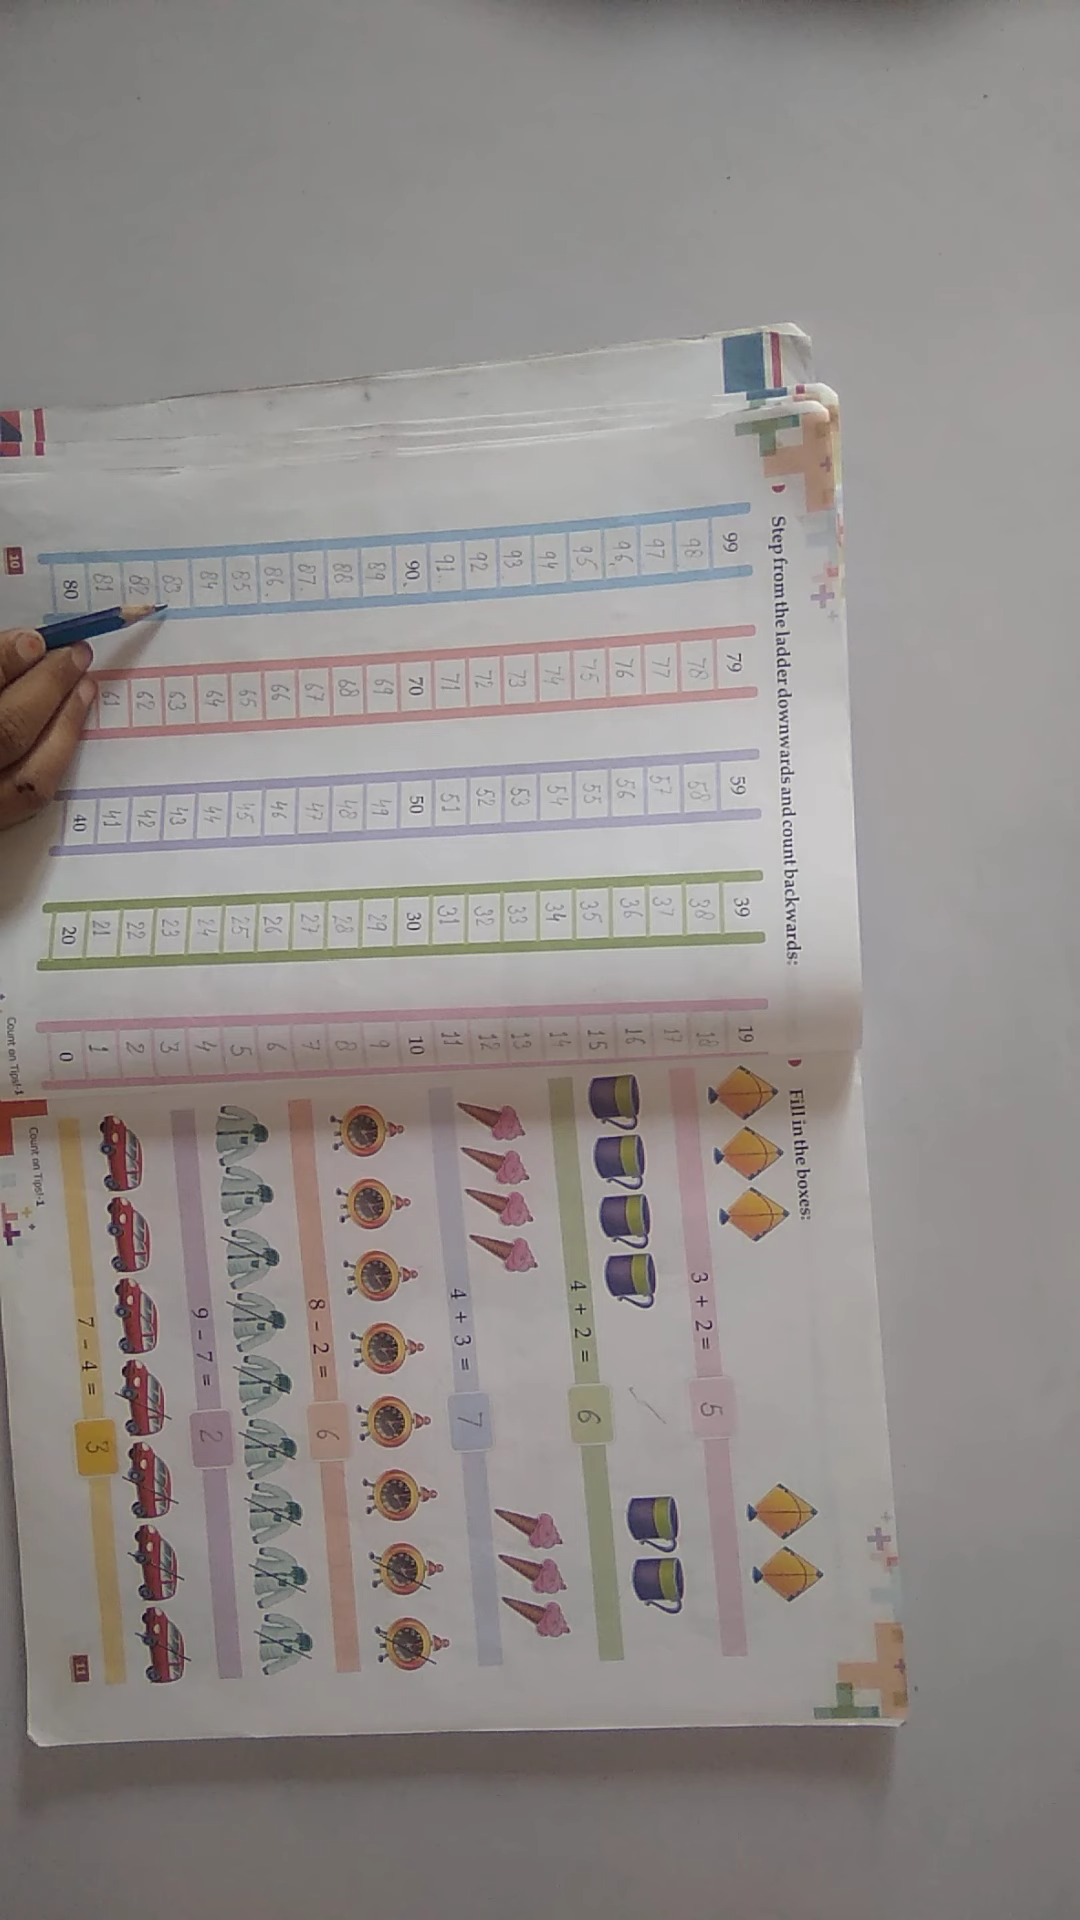 Step from the ladder downwards and count backwards:
99 79 59 39 19
98 78 58 38 18
97 77 57 37 17
96 76 56 36 16
95 75 55 35 15
94 74 54 34 14
93 73 53 33 13
92 72 52 32 12
91 71 51 31 11
90 70 50 30 10
89 69 49 29 9
88 68 48 28 8
87 67 47 27 7
86 66 46 26 6
85 65 45 25 5
84 64 44 24 4
83 63 43 23 3
82 62 42 22 2
81 61 41 21 1
80 40 20 0
10
Count on Tips!-1
Fill in the boxes:
3 + 2 = 5
4 + 2 = 6
4 + 3 = 7
8 - 2 = 6
9 - 7 = 2
7 - 4 = 3
Count on Tips!-1
11